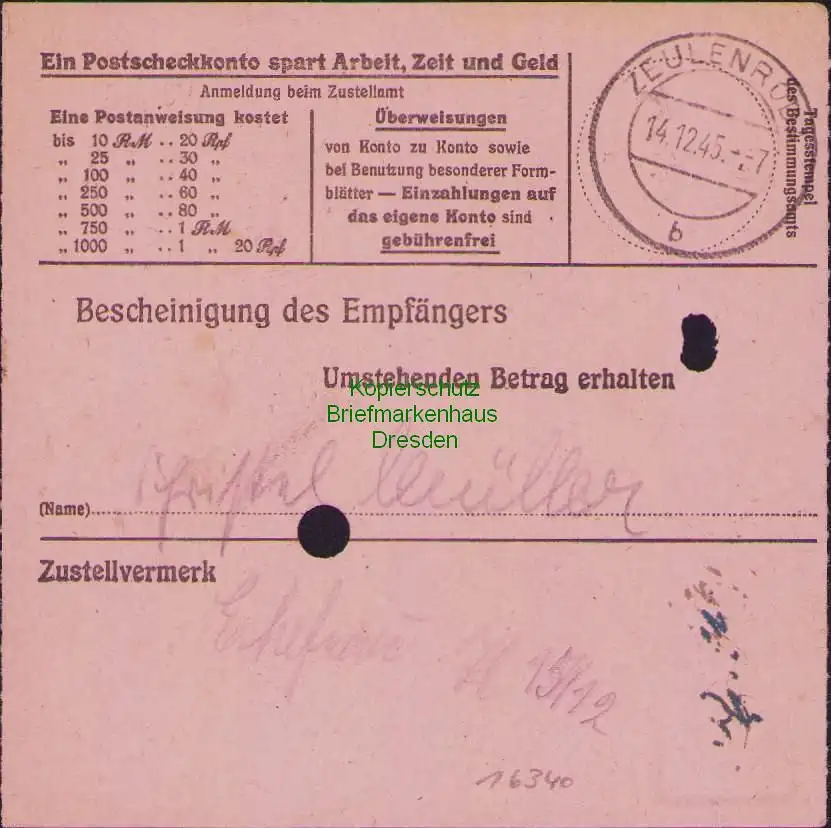 Ein Postscheckkonto spart Arbeit, Zeit und Geld
Anmeldung beim Zustellamt
Eine Postanweisung kostet
bis 10 RM .. 20 Rpf
„ 25 „ .. 30 „
„ 100 „ .. 40 „
„ 250 „ .. 60 „
„ 500 „ .. 80 „
„ 750 „ .. 1 RM
„ 1000 „ .. 1 „ 20 Rpf
Überweisungen
von Konto zu Konto sowie
bei Benutzung besonderer Form-
blätter — Einzahlungen auf
das eigene Konto sind
gebührenfrei
ZEULENRO
14.12.45.-7
b
Tagesstempel
des Bestimmungsamts
Bescheinigung des Empfängers
Umstehenden Betrag erhalten
Kopierschutz
Briefmarkenhaus
Dresden
Christel Müller
(Name)
Zustellvermerk
Ehefrau 15/12
16340